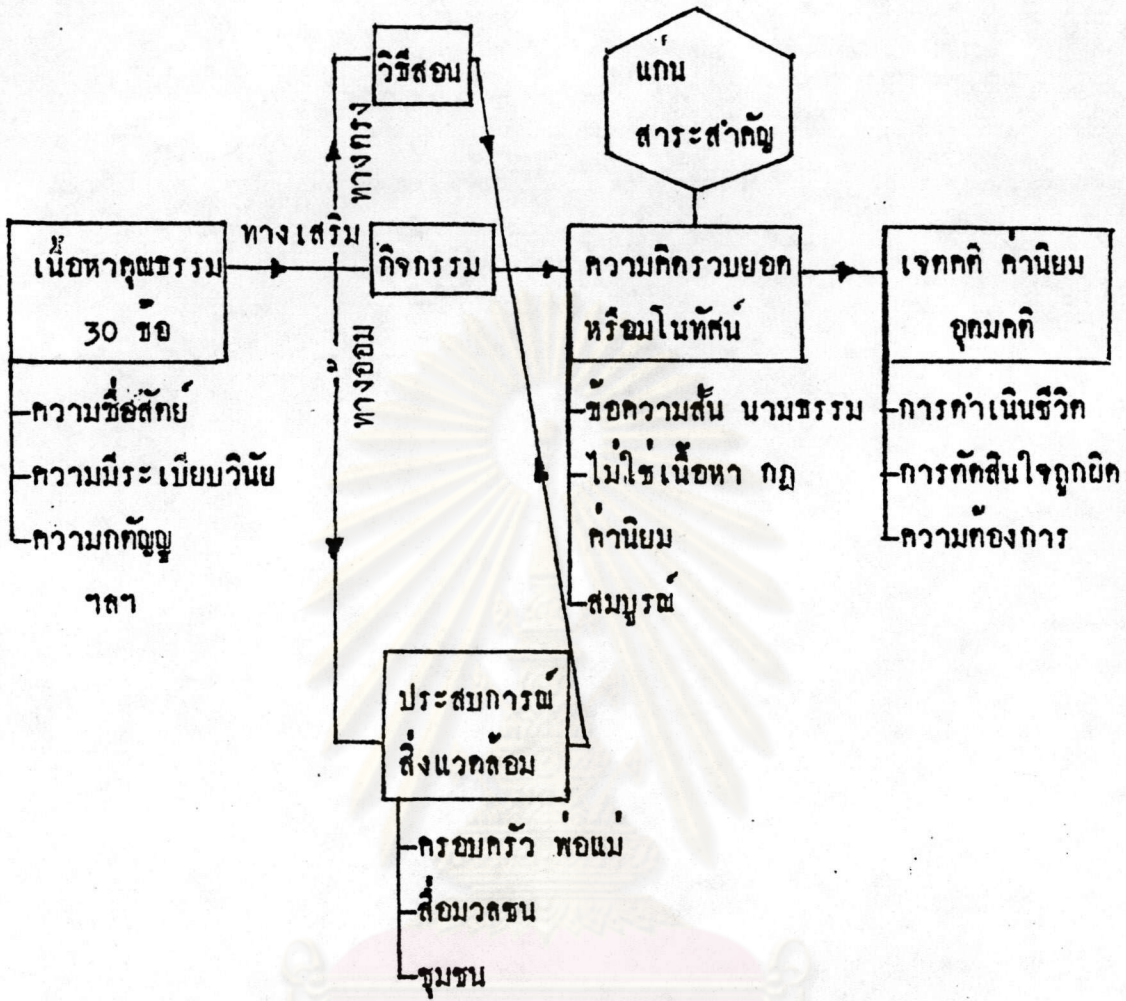 วิธีสอน
แก่น
สาระสำคัญ
ทางตรง
ทางเสริม
เนื้อหาคุณธรรม
30 ข้อ
กิจกรรม
ความคิดรวบยอด
หรือมโนทัศน์
เจตคติ ค่านิยม
อุดมคติ
ทางอ้อม
-ความซื่อสัตย์
-ความมีระเบียบวินัย
-ความกตัญญู
ฯลฯ
-ข้อความสั้น นามธรรม
-ไม่ใช่เนื้อหา กฎ
ค่านิยม
-สมบูรณ์
-การดำเนินชีวิต
-การตัดสินใจถูกผิด
-ความต้องการ
ประสบการณ์
สิ่งแวดล้อม
-ครอบครัว พ่อแม่
-สื่อมวลชน
-ชุมชน